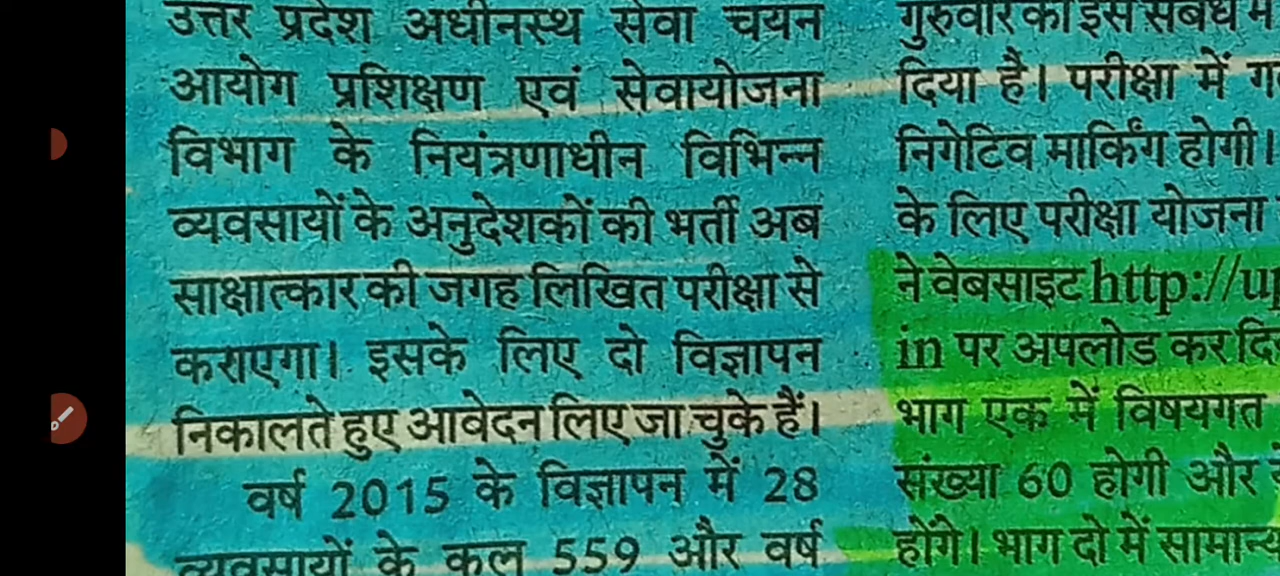 उत्तर प्रदेश अधीनस्थ सेवा चयन
आयोग प्रशिक्षण एवं सेवायोजना
विभाग के नियंत्रणाधीन विभिन्न
व्यवसायों के अनुदेशकों की भर्ती अब
साक्षात्कार की जगह लिखित परीक्षा से
कराएगा। इसके लिए दो विज्ञापन
निकालते हुए आवेदन लिए जा चुके हैं।
वर्ष 2015 के विज्ञापन में 28
व्यवसायों के कुल 559 और वर्ष
गुरुवार को इस संबंध में
दिया है। परीक्षा में
निगेटिव मार्किंग होगी।
के लिए परीक्षा योजना
ने वेबसाइट http://up
in पर अपलोड कर
भाग एक में विषयगत
संख्या 60 होगी और
होंगे। भाग दो में सामान्य